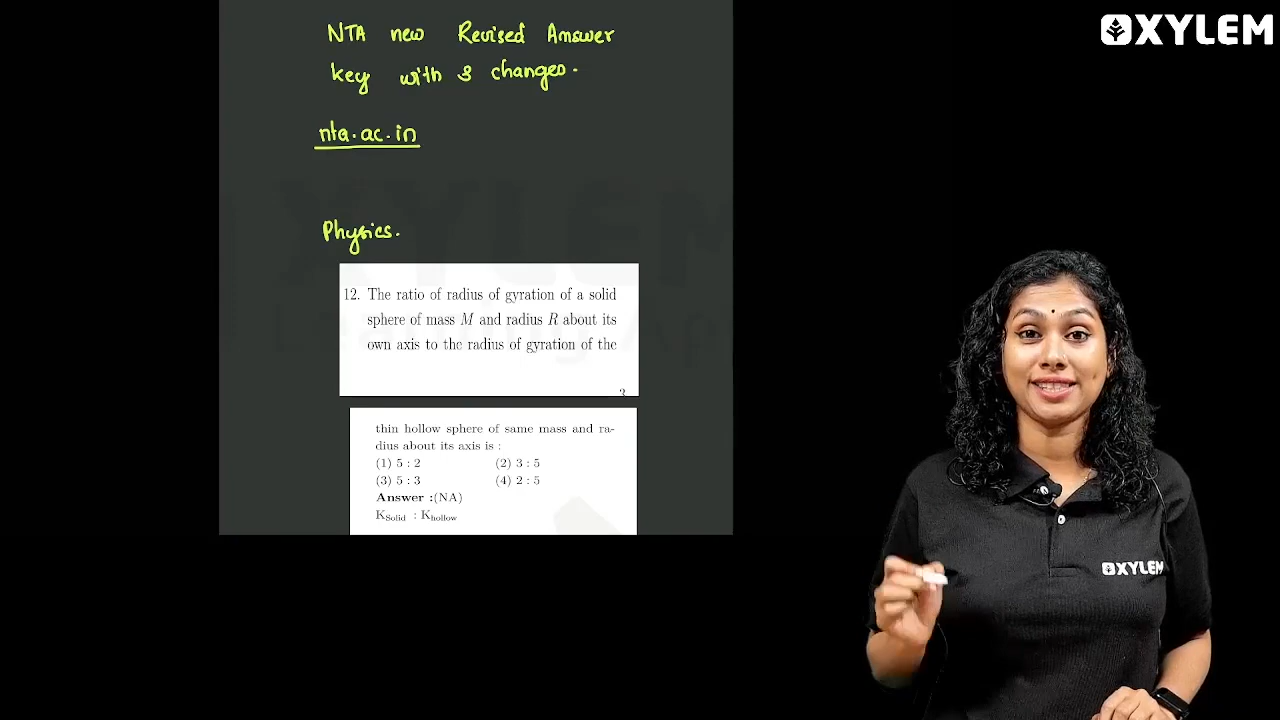 OXYLEM
NTA new Revised Answer
key with 3 changes.
nta.ac.in
Physics.
12. The ratio of radius of gyration of a solid
sphere of mass M and radius R about its
own axis to the radius of gyration of the
thin hollow sphere of same mass and ra-
dius about its axis is :
(1) 5 : 2 (2) 3 : 5
(3) 5 : 3 (4) 2 : 5
Answer :(NA)
KSolid : Khollow
OXYLEM